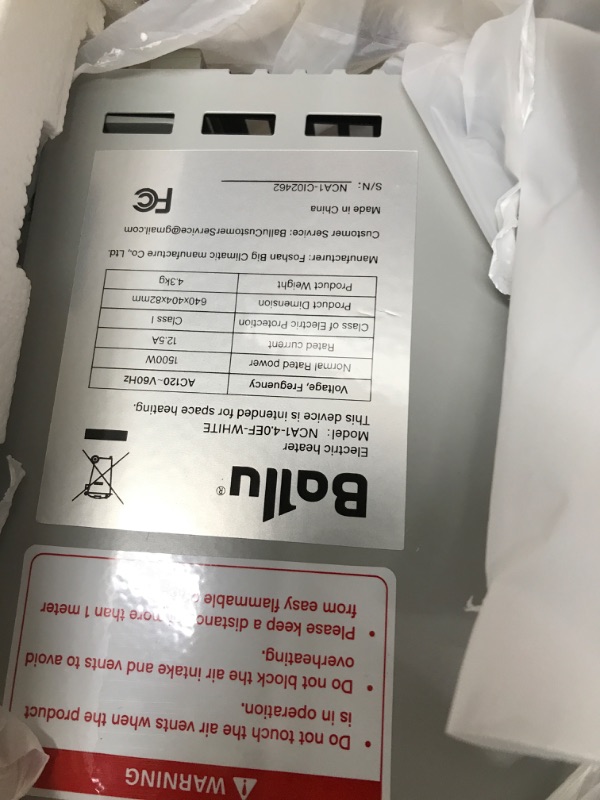 WARNING
• Do not touch the air vents when the product
is in operation.
• Do not block the air intake and vents to avoid
overheating.
• Please keep a distance more than 1 meter
from easy flammable
Ballu®
Electric heater
Model: NCA1-4.0EF-WHITE
This device is intended for space heating.
Voltage, Freguency AC120~V60Hz
Normal Rated power 1500W
Rated current 12.5A
Class of Electric Protection Class I
Product Dimension 640x404x82mm
Product Weight 4.3kg
Manufacturer: Foshan Big Climatic manufacture Co., Ltd.
Customer Service: BalluCustomerService@gmail.com
Made in China
S/N: NCA1-CI02462
FC